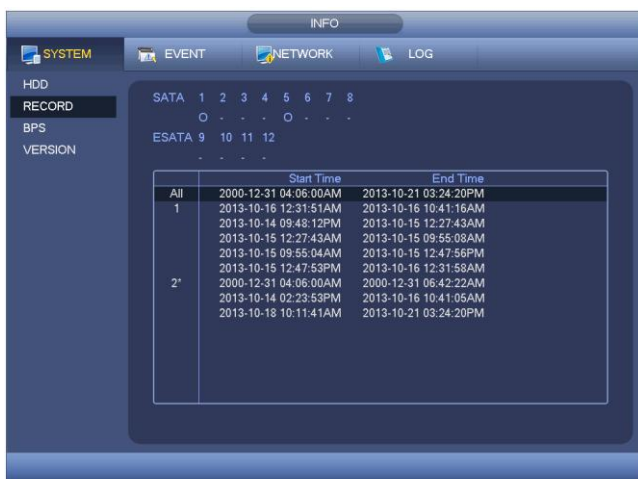 INFO
SYSTEM EVENT NETWORK LOG
HDD
RECORD
BPS
VERSION
SATA 1 2 3 4 5 6 7 8
O - - - O - - -
ESATA 9 10 11 12
- - - -
Start Time End Time
All 2000-12-31 04:06:00AM 2013-10-21 03:24:20PM
1 2013-10-16 12:31:51AM 2013-10-16 10:41:16AM
2013-10-14 09:48:12PM 2013-10-15 12:27:43AM
2013-10-15 12:27:43AM 2013-10-15 09:55:08AM
2013-10-15 09:55:04AM 2013-10-15 12:47:56PM
2013-10-15 12:47:53PM 2013-10-16 12:31:58AM
2* 2000-12-31 04:06:00AM 2000-12-31 06:42:22AM
2013-10-14 02:23:53PM 2013-10-16 10:41:05AM
2013-10-18 10:11:41AM 2013-10-21 03:24:20PM